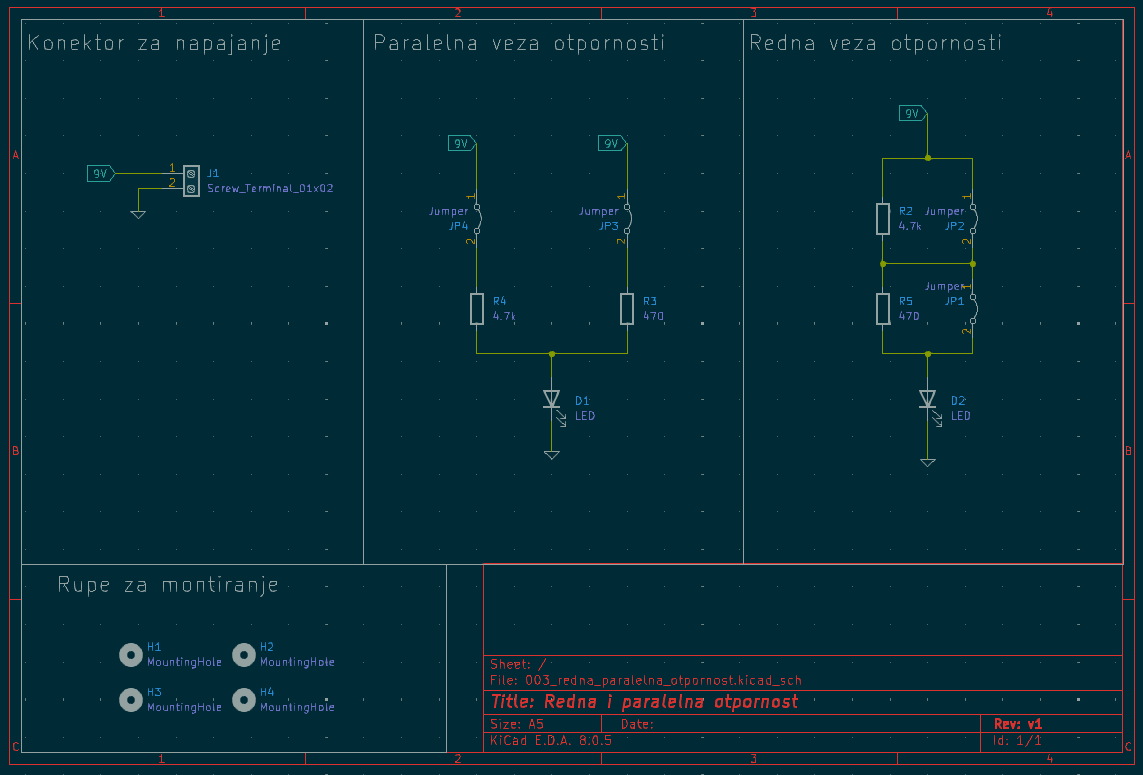 1 2 3 4
Konektor za napajanje
Paralelna veza otpornosti
Redna veza otpornosti
A A
9V
1
2
J1
Screw_Terminal_01x02
9V
1
Jumper
JP4
2
R4
4.7k
9V
1
Jumper
JP3
2
R3
470
D1
LED
9V
R2
4.7k
1
Jumper
JP2
2
R5
470
1
Jumper
JP1
2
D2
LED
B B
Rupe za montiranje
H1
MountingHole
H2
MountingHole
H3
MountingHole
H4
MountingHole
Sheet: /
File: 003_redna_paralelna_otpornost.kicad_sch
Title: Redna i paralelna otpornost
Size: A5 Date: Rev: v1
KiCad E.D.A. 8.0.5 Id: 1/1
C C
1 2 3 4